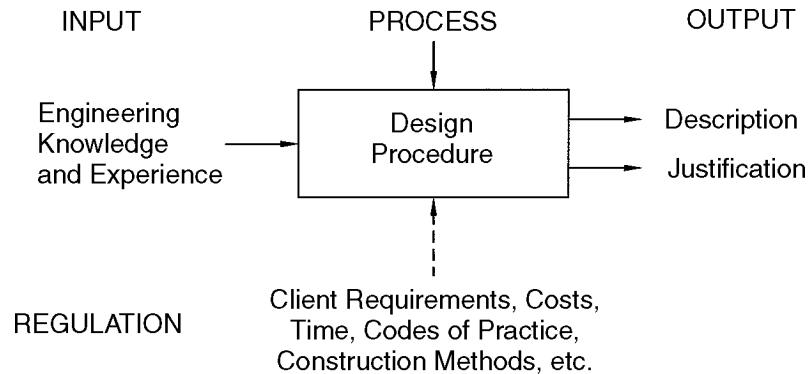 INPUT
PROCESS
OUTPUT
Engineering
Knowledge
and Experience
Design
Procedure
Description
Justification
REGULATION
Client Requirements, Costs,
Time, Codes of Practice,
Construction Methods, etc.